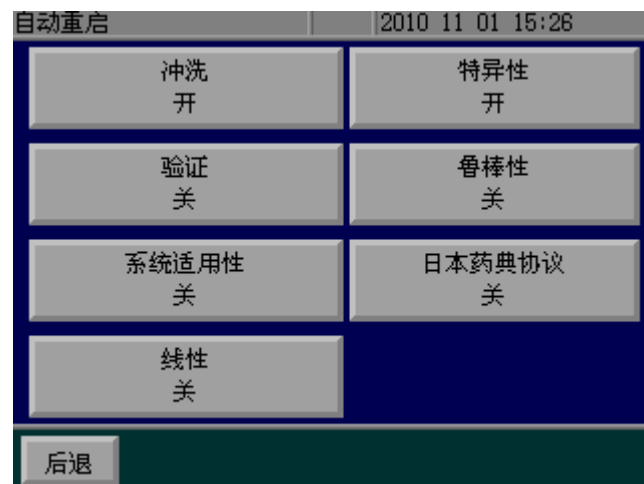 自动重启 2010 11 01 15:26
冲洗
开
特异性
开
验证
关
鲁棒性
关
系统适用性
关
日本药典协议
关
线性
关
后退